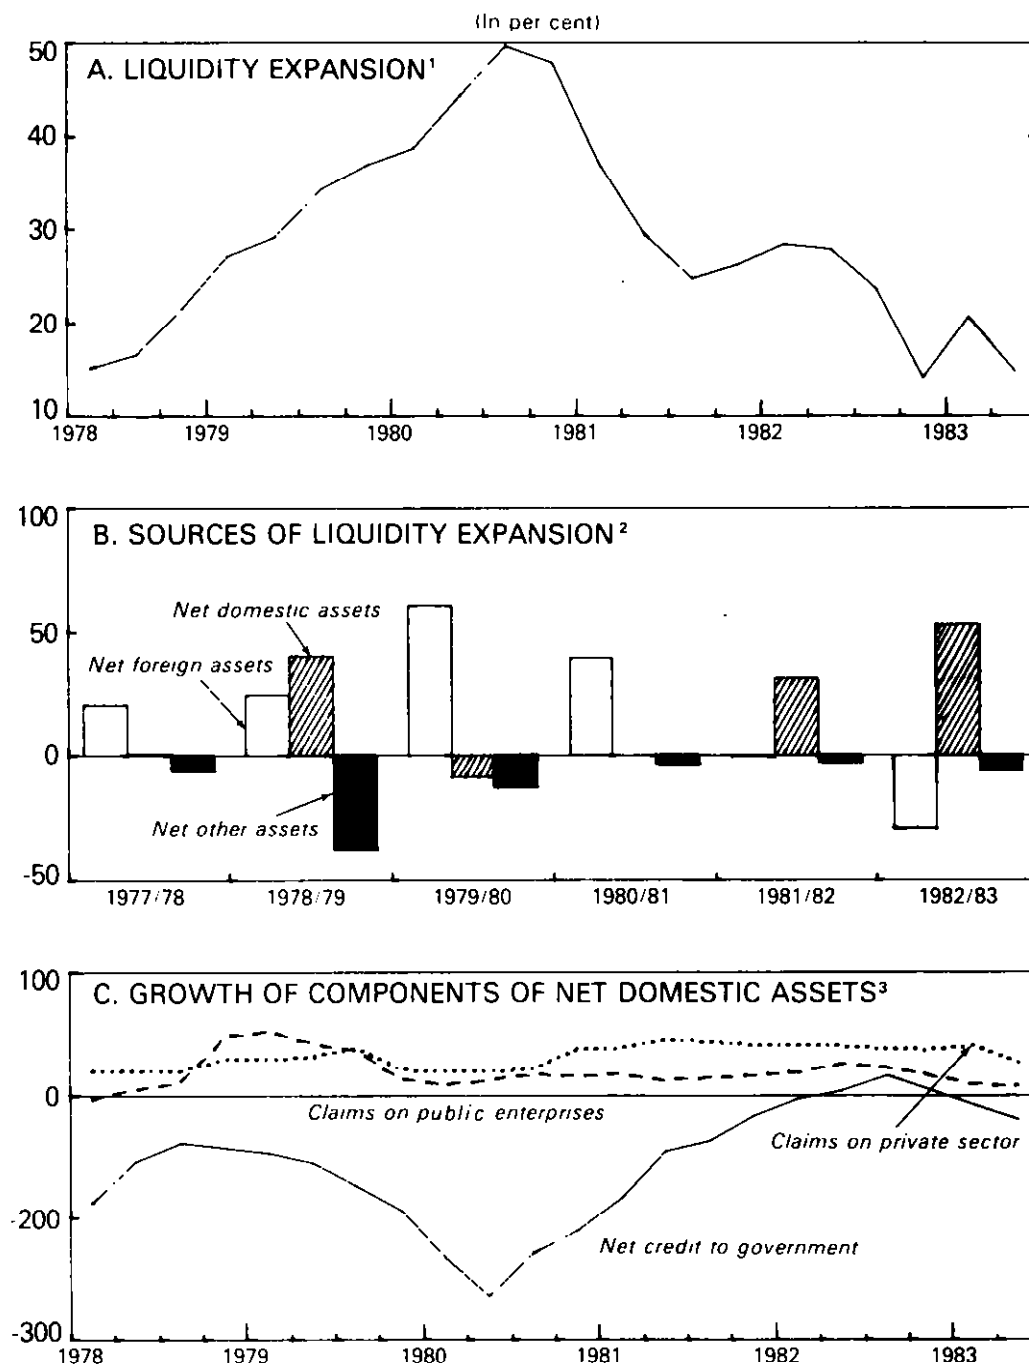 (In per cent)
A. LIQUIDITY EXPANSION¹
50
40
30
20
10
1978 1979 1980 1981 1982 1983
B. SOURCES OF LIQUIDITY EXPANSION²
100
50
0
-50
Net domestic assets
Net foreign assets
Net other assets
1977/78 1978/79 1979/80 1980/81 1981/82 1982/83
C. GROWTH OF COMPONENTS OF NET DOMESTIC ASSETS³
100
0
-200
-300
Claims on public enterprises
Claims on private sector
Net credit to government
1978 1979 1980 1981 1982 1983